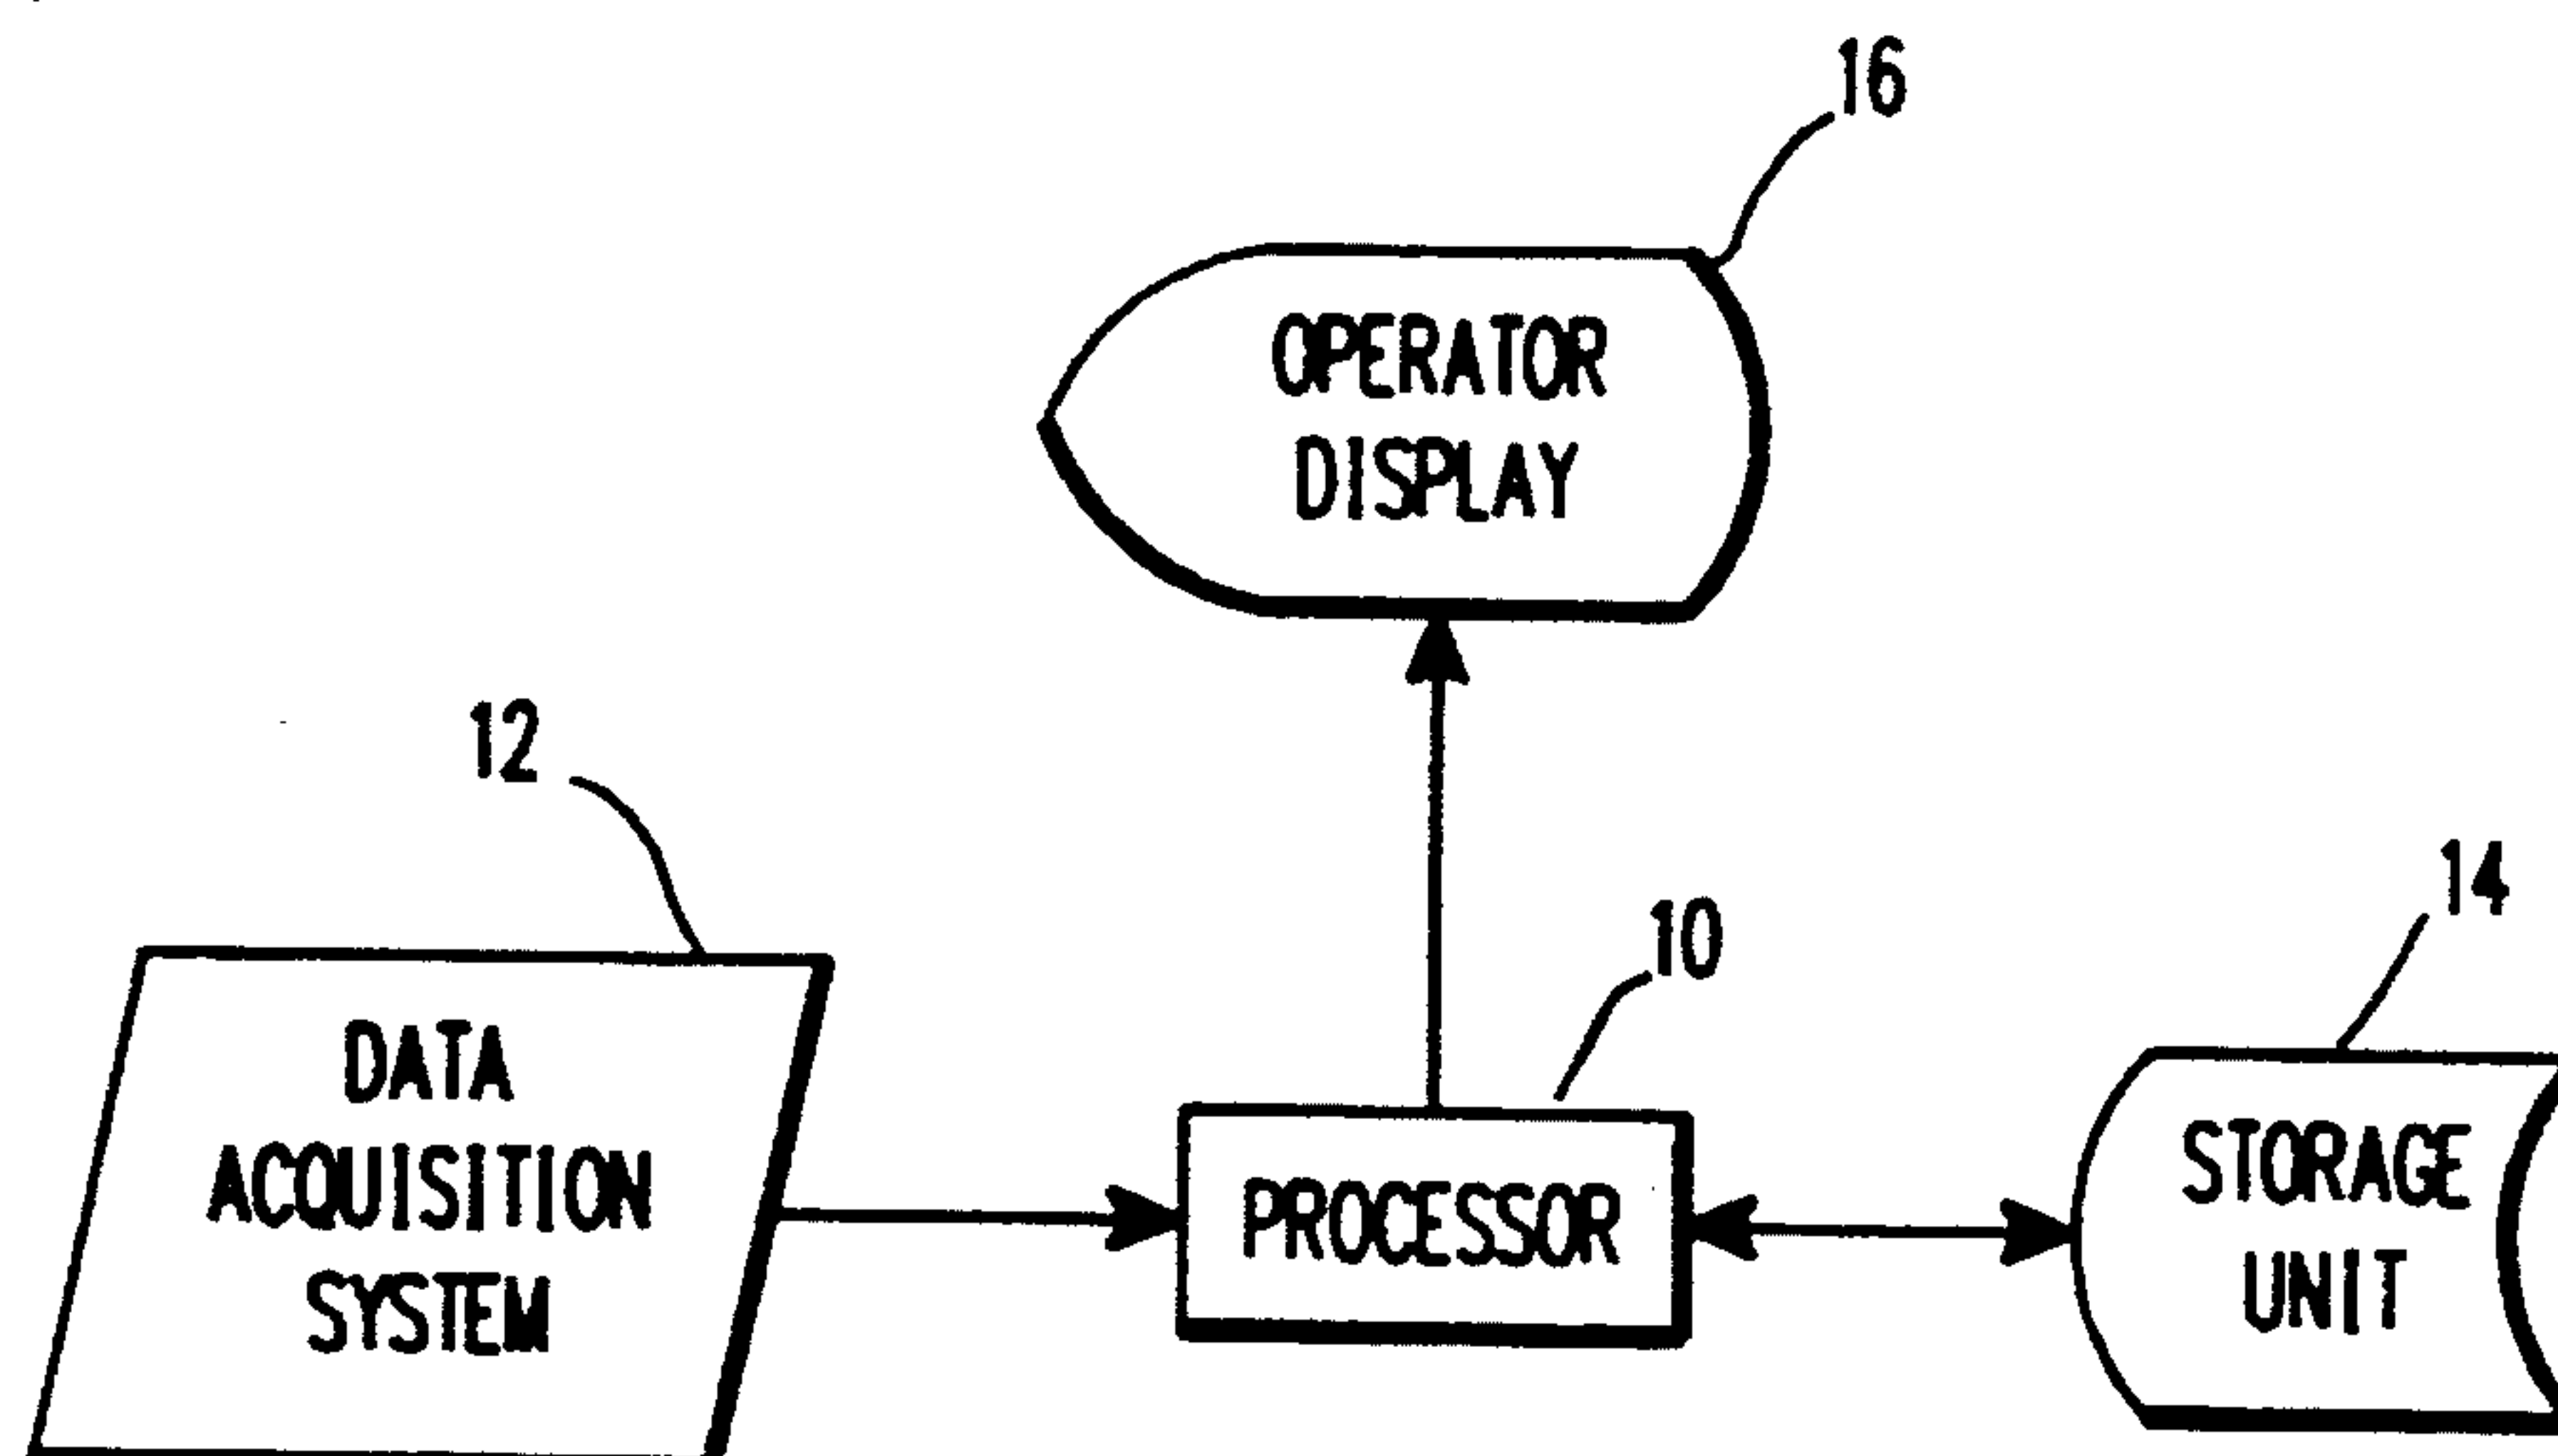 16
OPERATOR
DISPLAY
12
14
10
DATA
ACQUISITION
SYSTEM
PROCESSOR
STORAGE
UNIT